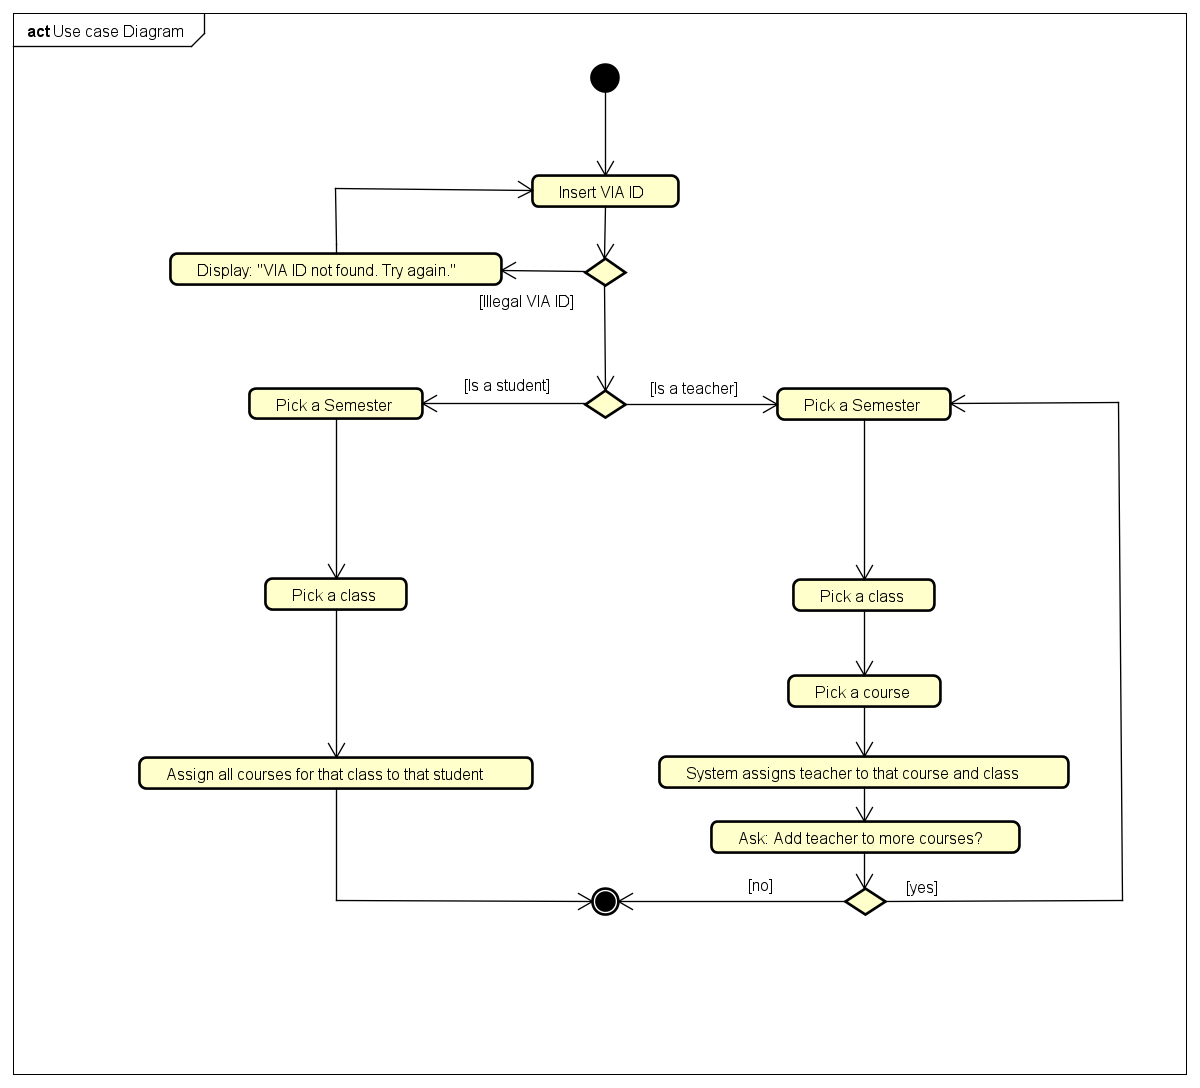 act Use case Diagram
Insert VIA ID
Display: "VIA ID not found. Try again."
[Illegal VIA ID]
[Is a student]
[Is a teacher]
Pick a Semester
Pick a Semester
Pick a class
Pick a class
Pick a course
Assign all courses for that class to that student
System assigns teacher to that course and class
Ask: Add teacher to more courses?
[no]
[yes]